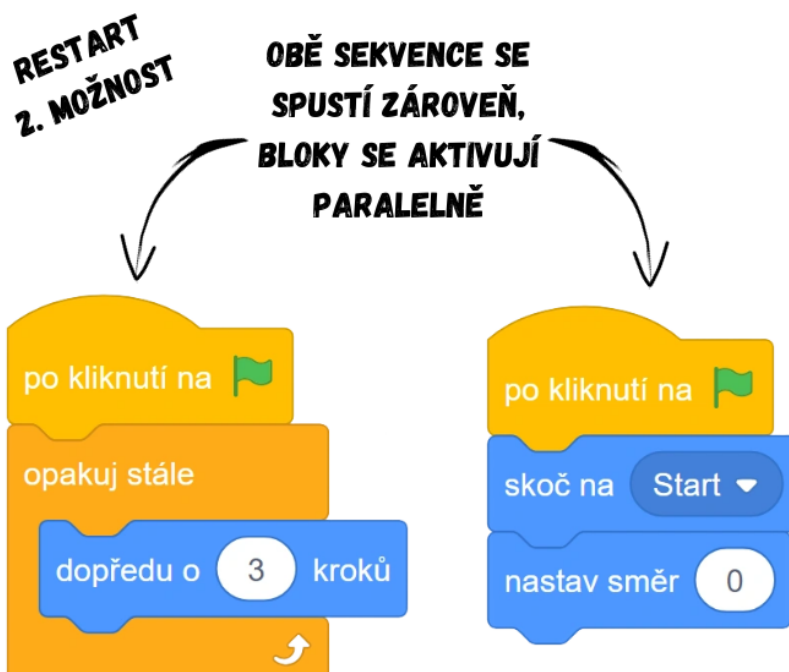 RESTART
2. MOŽNOST
OBĚ SEKVENCE SE
SPUSTÍ ZÁROVEŇ,
BLOKY SE AKTIVUJÍ
PARALELNĚ
po kliknutí na
opakuj stále
dopředu o 3 kroků
po kliknutí na
skoč na Start
nastav směr 0